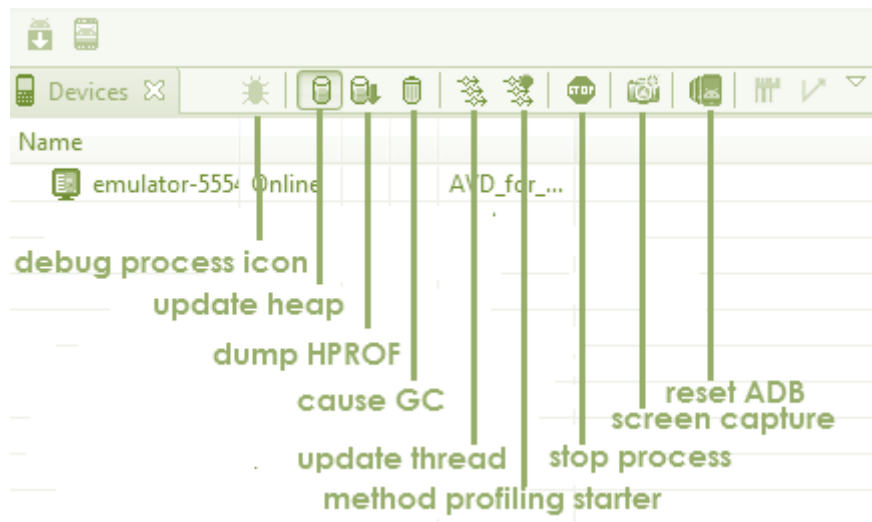 Devices
STOP
Name
emulator-5554 Online AVD_for_...
debug process icon
update heap
dump HPROF
cause GC
reset ADB
screen capture
update thread
stop process
method profiling starter